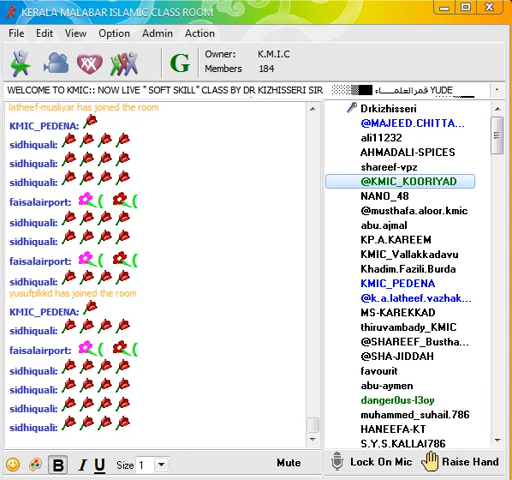 KERALA MALABAR ISLAMIC CLASS ROOM
File Edit View Option Admin Action
G Owner: K.M.I.C
Members 184
WELCOME TO KMIC:: NOW LIVE " SOFT SKILL" CLASS BY DR KIZHISSERI SIR قمرالعلمــــاء YUDE
latheef-musliyar has joined the room
KMIC_PEDENA:
sidhiquali:
sidhiquali:
sidhiquali:
faisalairport: ( (
sidhiquali:
sidhiquali:
faisalairport: ( (
sidhiquali:
yusufpikkd has joined the room
KMIC_PEDENA:
sidhiquali:
faisalairport: ( (
sidhiquali:
sidhiquali:
sidhiquali:
sidhiquali:
B I U Size 1 Mute
Drkizhisseri
@MAJEED.CHITTA...
ali11232
AHMADALI-SPICES
shareef-vpz
@KMIC_KOORIYAD
NANO_48
@musthafa.aloor.kmic
abu.ajmal
KP.A.KAREEM
KMIC_Vallakkadavu
Khadim.Fazili.Burda
KMIC_PEDENA
@k.a.latheef.vazhak...
MS-KAREKKAD
thiruvambady_KMIC
@SHAREEF_Bustha...
@SHA-JIDDAH
favourit
abu-aymen
danger0us-l3oy
muhammed_suhail.786
HANEEFA-KT
S.Y.S.KALLAI786
Lock On Mic Raise Hand